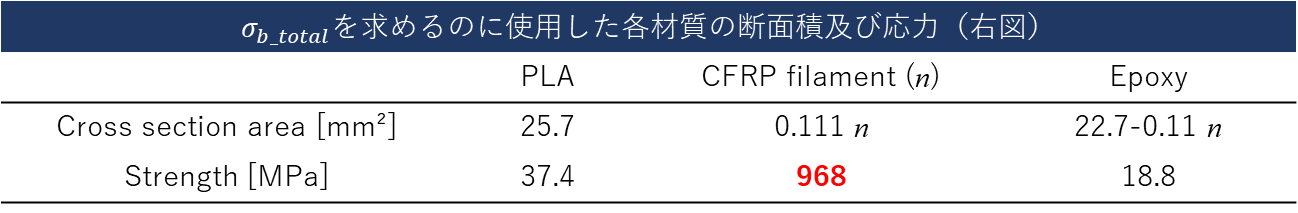 σb_totalを求めるのに使用した各材質の断面積及び応力（右図）
PLA CFRP filament (n) Epoxy
Cross section area [mm²] 25.7 0.111 n 22.7-0.11 n
Strength [MPa] 37.4 968 18.8